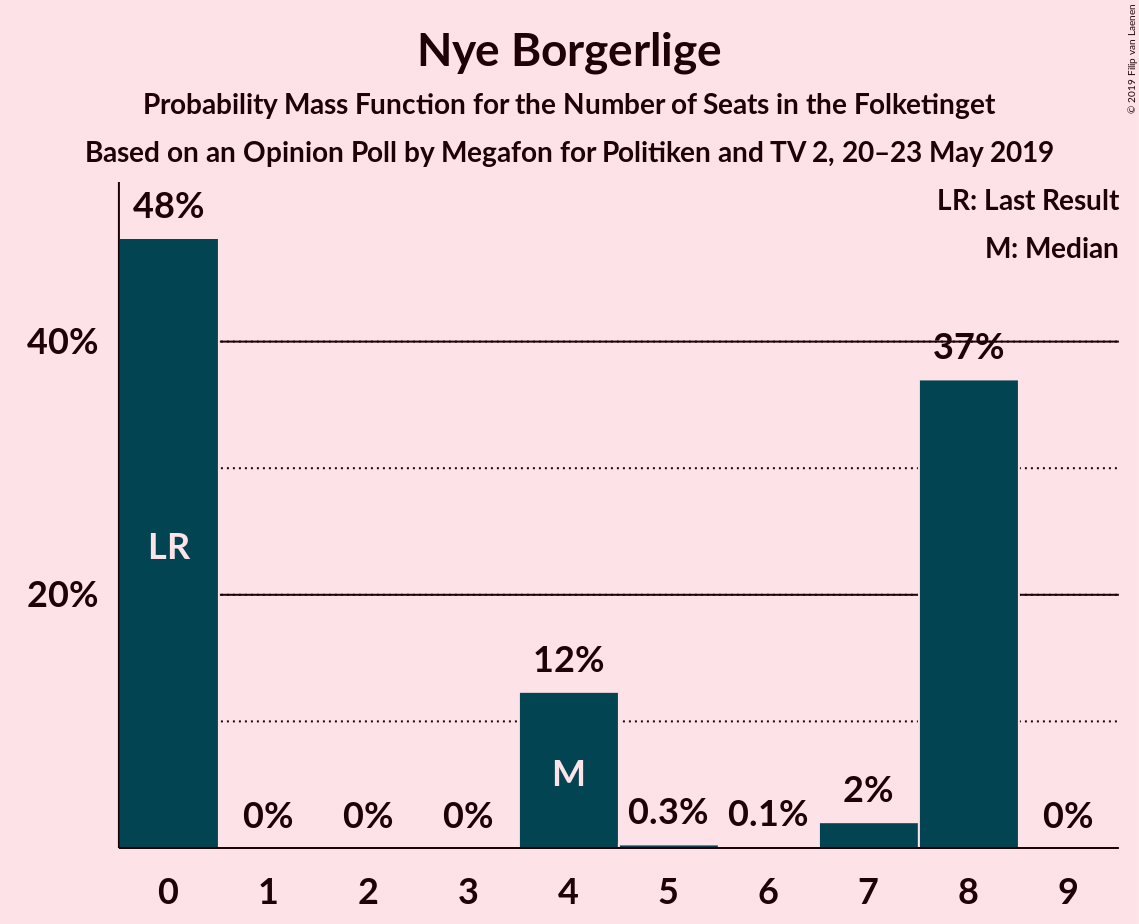 Nye Borgerlige
Probability Mass Function for the Number of Seats in the Folketinget
Based on an Opinion Poll by Megafon for Politiken and TV 2, 20–23 May 2019
© 2019 Filip van Laenen
LR: Last Result
M: Median
48%
40%
37%
LR
20%
12%
M
0%
0%
0%
0.3%
0.1%
2%
0%
0
1
2
3
4
5
6
7
8
9